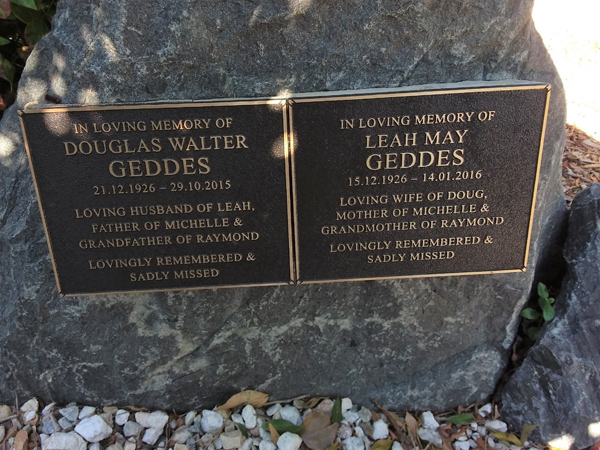 IN LOVING MEMORY OF
DOUGLAS WALTER
GEDDES
21.12.1926 – 29.10.2015
LOVING HUSBAND OF LEAH,
FATHER OF MICHELLE &
GRANDFATHER OF RAYMOND
LOVINGLY REMEMBERED &
SADLY MISSED
IN LOVING MEMORY OF
LEAH MAY
GEDDES
15.12.1926 – 14.01.2016
LOVING WIFE OF DOUG,
MOTHER OF MICHELLE &
GRANDMOTHER OF RAYMOND
LOVINGLY REMEMBERED &
SADLY MISSED